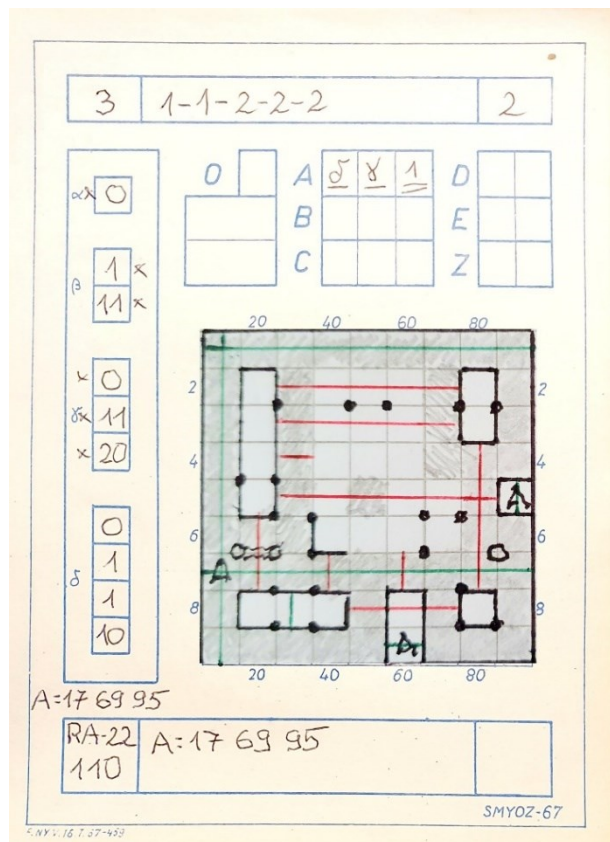 3 1-1-2-2-2 2
O A δ γ 1 D
α x 0
B E
β 1 x
11 x
C Z
20 40 60 80
x 0
2 2
γ x 11
x 20
4 4
A
0
6 6
δ 1
A
1
8 8
10
A
20 40 60 80
A=17 69 95
RA-22 A=17 69 95
110
SMYOZ-67